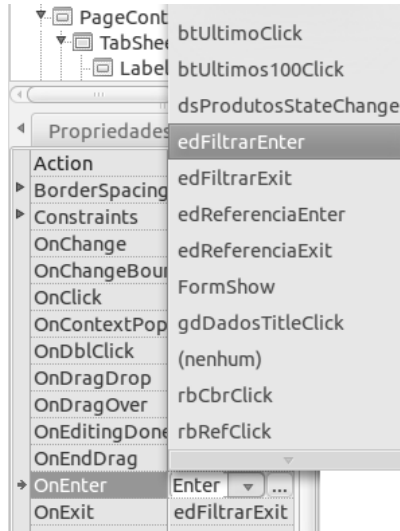 PageCont
TabShee
Label
Propriedades
Action
BorderSpacing
Constraints
OnChange
OnChangeBou
OnClick
OnContextPop
OnDblClick
OnDragDrop
OnDragOver
OnEditingDone
OnEndDrag
OnEnter Enter ...
OnExit edFiltrarExit
btUltimoClick
btUltimos100Click
dsProdutosStateChange
edFiltrarEnter
edFiltrarExit
edReferenciaEnter
edReferenciaExit
FormShow
gdDadosTitleClick
(nenhum)
rbCbrClick
rbRefClick